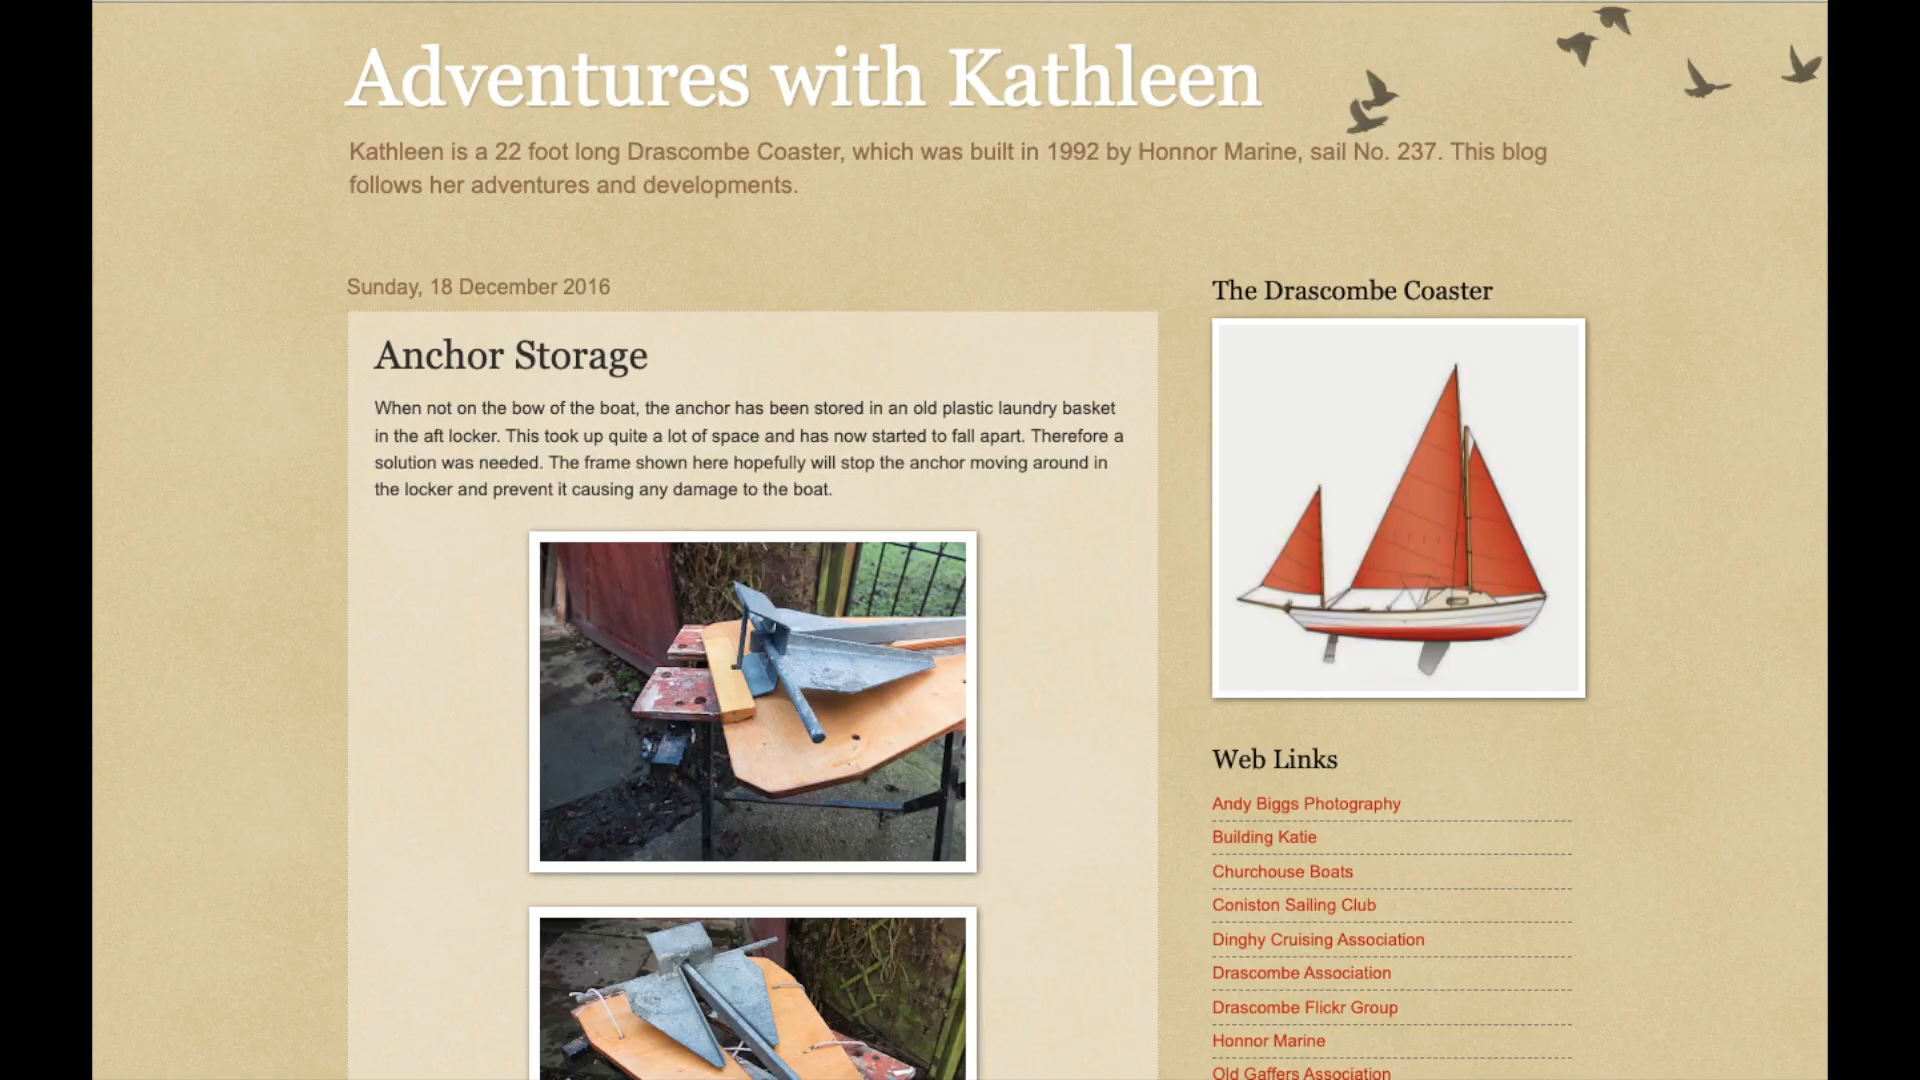 Adventures with Kathleen
Kathleen is a 22 foot long Drascombe Coaster, which was built in 1992 by Honnor Marine, sail No. 237. This blog
follows her adventures and developments.
Sunday, 18 December 2016
Anchor Storage
When not on the bow of the boat, the anchor has been stored in an old plastic laundry basket
in the aft locker. This took up quite a lot of space and has now started to fall apart. Therefore a
solution was needed. The frame shown here hopefully will stop the anchor moving around in
the locker and prevent it causing any damage to the boat.
The Drascombe Coaster
Web Links
Andy Biggs Photography
Building Katie
Churchouse Boats
Coniston Sailing Club
Dinghy Cruising Association
Drascombe Association
Drascombe Flickr Group
Honnor Marine
Old Gaffers Association